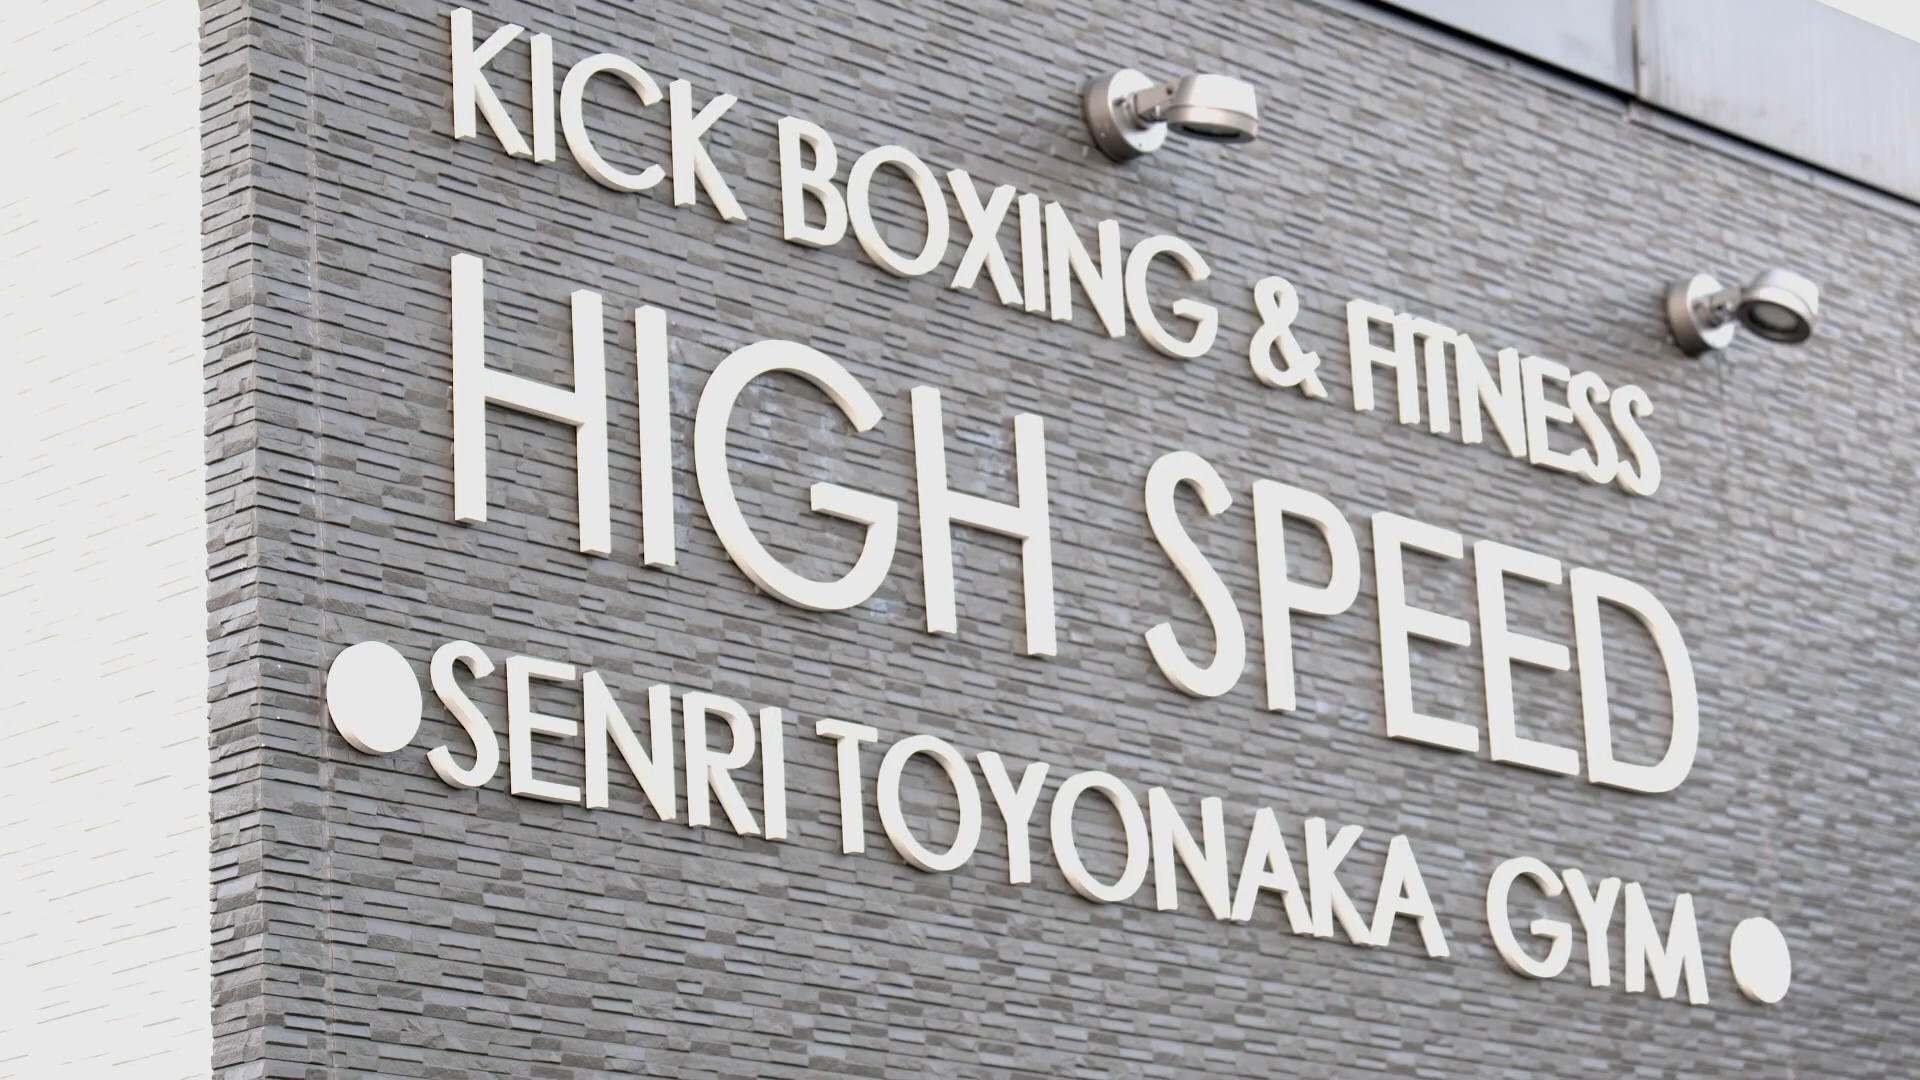 KICK BOXING & FITNESS
HIGH SPEED
●SENRI TOYONAKA GYM●